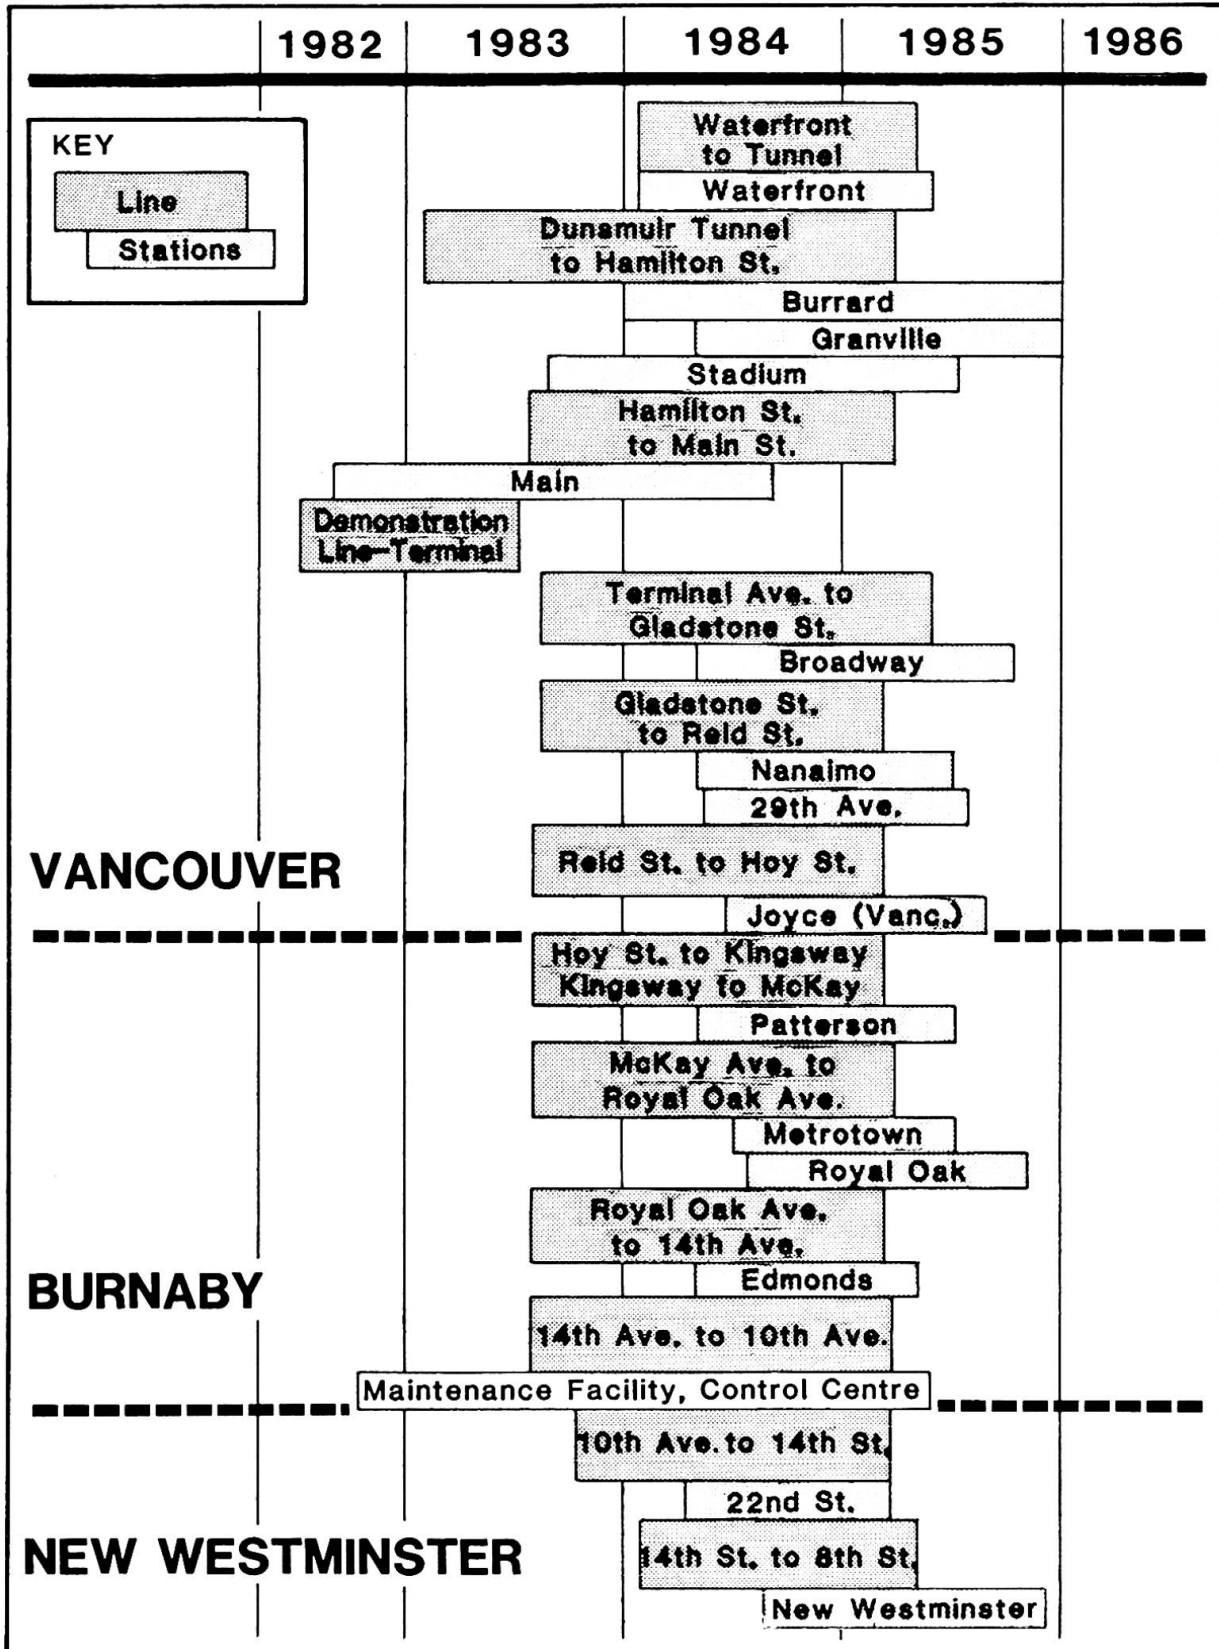 1982 1983 1984 1985 1986
KEY
Line
Stations
Waterfront
to Tunnel
Waterfront
Dunsmuir Tunnel
to Hamilton St.
Burrard
Granville
Stadium
Hamilton St.
to Main St.
Main
Demonstration
Line-Terminal
Terminal Ave. to
Gladstone St.
Broadway
Gladstone St.
to Reid St.
Nanaimo
29th Ave.
VANCOUVER
Reid St. to Hoy St.
Joyce (Vanc.)
Hoy St. to Kingsway
Kingsway to McKay
Patterson
McKay Ave. to
Royal Oak Ave.
Metrotown
Royal Oak
Royal Oak Ave.
to 14th Ave.
Edmonds
BURNABY
14th Ave. to 10th Ave.
Maintenance Facility, Control Centre
10th Ave. to 14th St.
22nd St.
NEW WESTMINSTER
14th St. to 8th St.
New Westminster